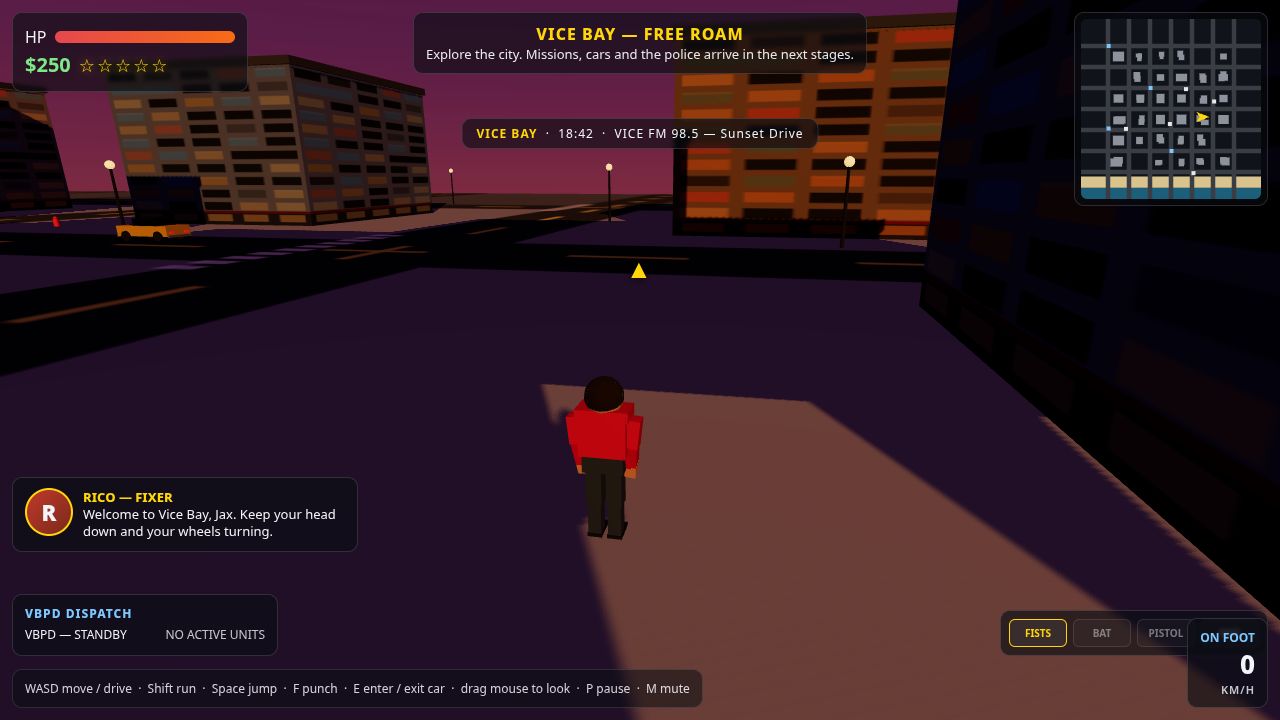 HP
$250 ☆☆☆☆☆
VICE BAY — FREE ROAM
Explore the city. Missions, cars and the police arrive in the next stages.
VICE BAY · 18:42 · VICE FM 98.5 — Sunset Drive
R
RICO — FIXER
Welcome to Vice Bay, Jax. Keep your head
down and your wheels turning.
VBPD DISPATCH
VBPD — STANDBY NO ACTIVE UNITS
WASD move / drive · Shift run · Space jump · F punch · E enter / exit car · drag mouse to look · P pause · M mute
FISTS BAT PISTOL
ON FOOT
0
KM/H